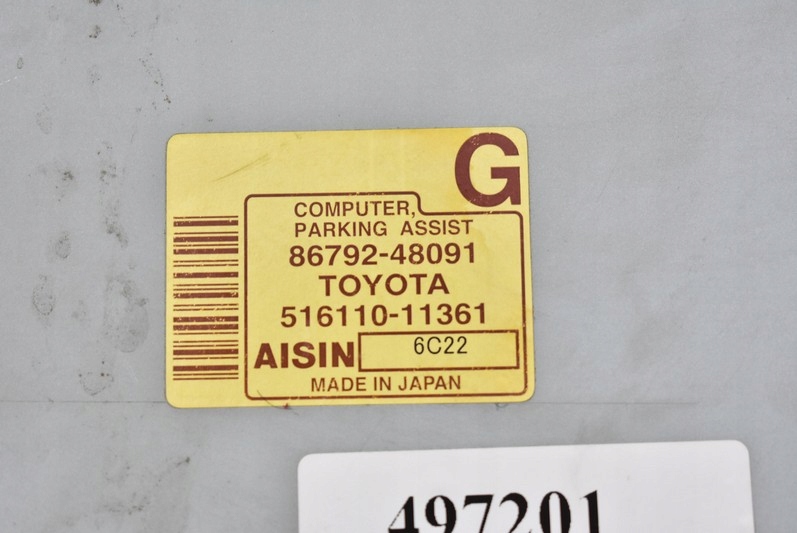 G
COMPUTER,
PARKING ASSIST
86792-48091
TOYOTA
516110-11361
AISIN 6C22
MADE IN JAPAN
497201